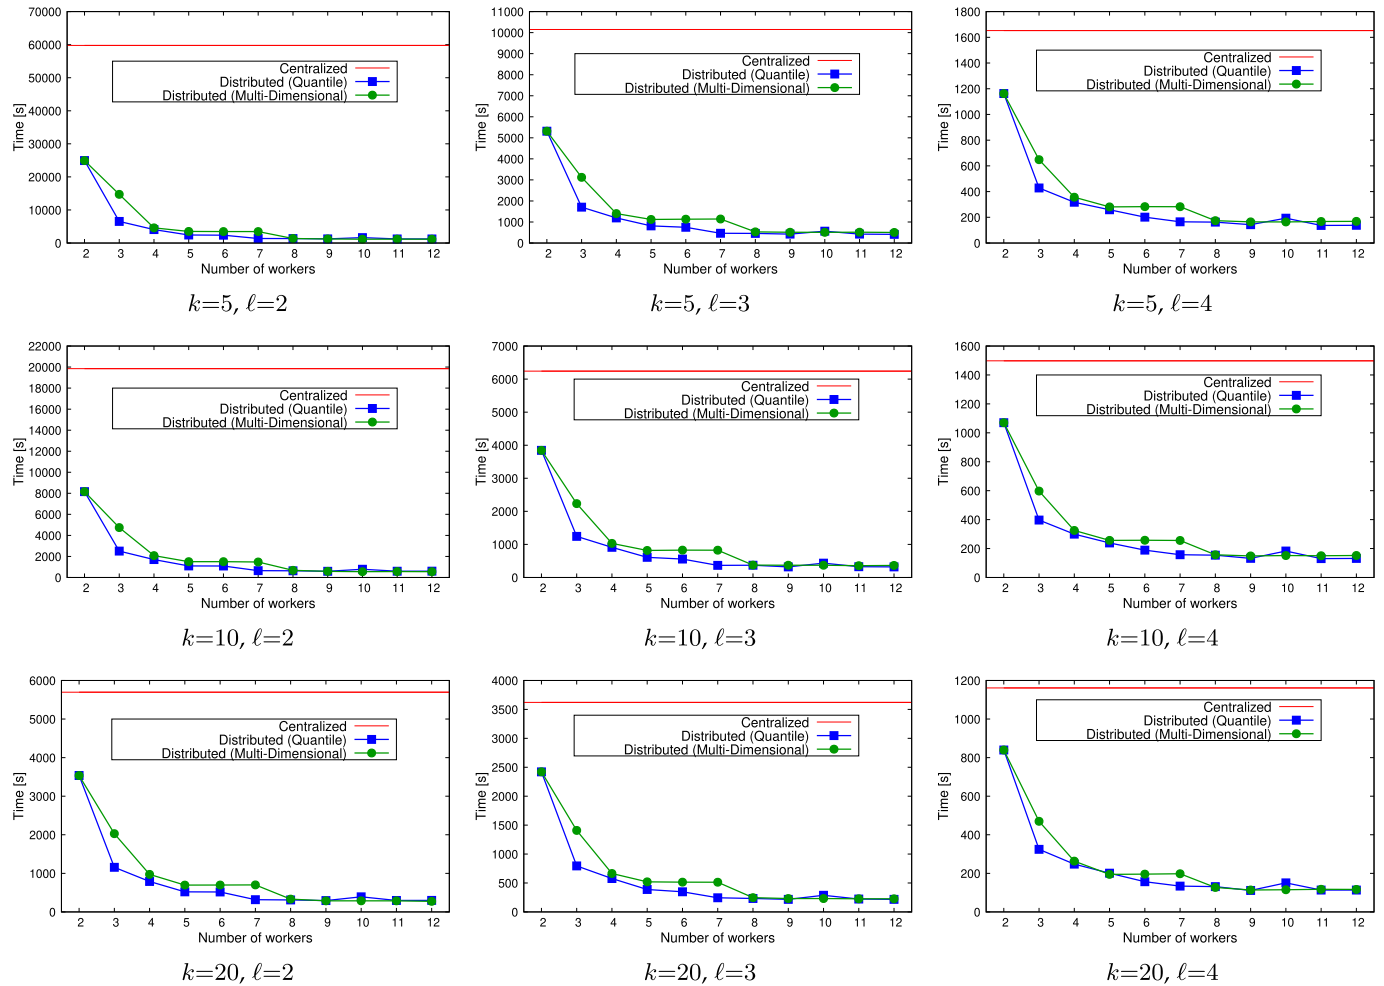 70000
60000
50000
40000
30000
20000
10000
0
Time [s]
Centralized
Distributed (Quantile)
Distributed (Multi-Dimensional)
2 3 4 5 6 7 8 9 10 11 12
Number of workers
k=5, ℓ=2
11000
10000
9000
8000
7000
6000
5000
4000
3000
2000
1000
0
Time [s]
Centralized
Distributed (Quantile)
Distributed (Multi-Dimensional)
2 3 4 5 6 7 8 9 10 11 12
Number of workers
k=5, ℓ=3
1800
1600
1400
1200
1000
800
600
400
200
0
Time [s]
Centralized
Distributed (Quantile)
Distributed (Multi-Dimensional)
2 3 4 5 6 7 8 9 10 11 12
Number of workers
k=5, ℓ=4
22000
20000
18000
16000
14000
12000
10000
8000
6000
4000
2000
0
Time [s]
Centralized
Distributed (Quantile)
Distributed (Multi-Dimensional)
2 3 4 5 6 7 8 9 10 11 12
Number of workers
k=10, ℓ=2
7000
6000
5000
4000
3000
2000
1000
0
Time [s]
Centralized
Distributed (Quantile)
Distributed (Multi-Dimensional)
2 3 4 5 6 7 8 9 10 11 12
Number of workers
k=10, ℓ=3
1600
1400
1200
1000
800
600
400
200
0
Time [s]
Centralized
Distributed (Quantile)
Distributed (Multi-Dimensional)
2 3 4 5 6 7 8 9 10 11 12
Number of workers
k=10, ℓ=4
6000
5000
4000
3000
2000
1000
0
Time [s]
Centralized
Distributed (Quantile)
Distributed (Multi-Dimensional)
2 3 4 5 6 7 8 9 10 11 12
Number of workers
k=20, ℓ=2
4000
3500
3000
2500
2000
1500
1000
500
0
Time [s]
Centralized
Distributed (Quantile)
Distributed (Multi-Dimensional)
2 3 4 5 6 7 8 9 10 11 12
Number of workers
k=20, ℓ=3
1200
1000
800
600
400
200
0
Time [s]
Centralized
Distributed (Quantile)
Distributed (Multi-Dimensional)
2 3 4 5 6 7 8 9 10 11 12
Number of workers
k=20, ℓ=4